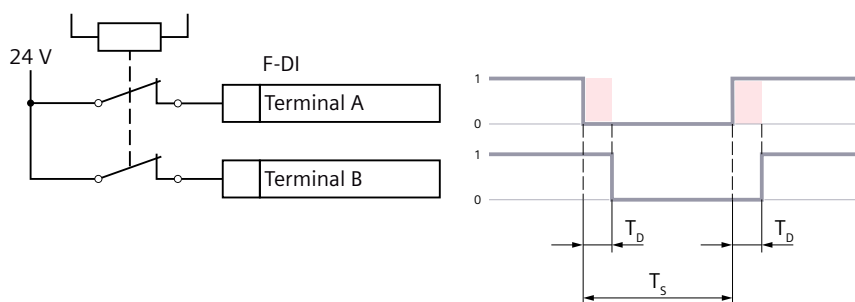 24 V
F-DI
Terminal A
Terminal B
1
0
1
0
T_D
T_D
T_S